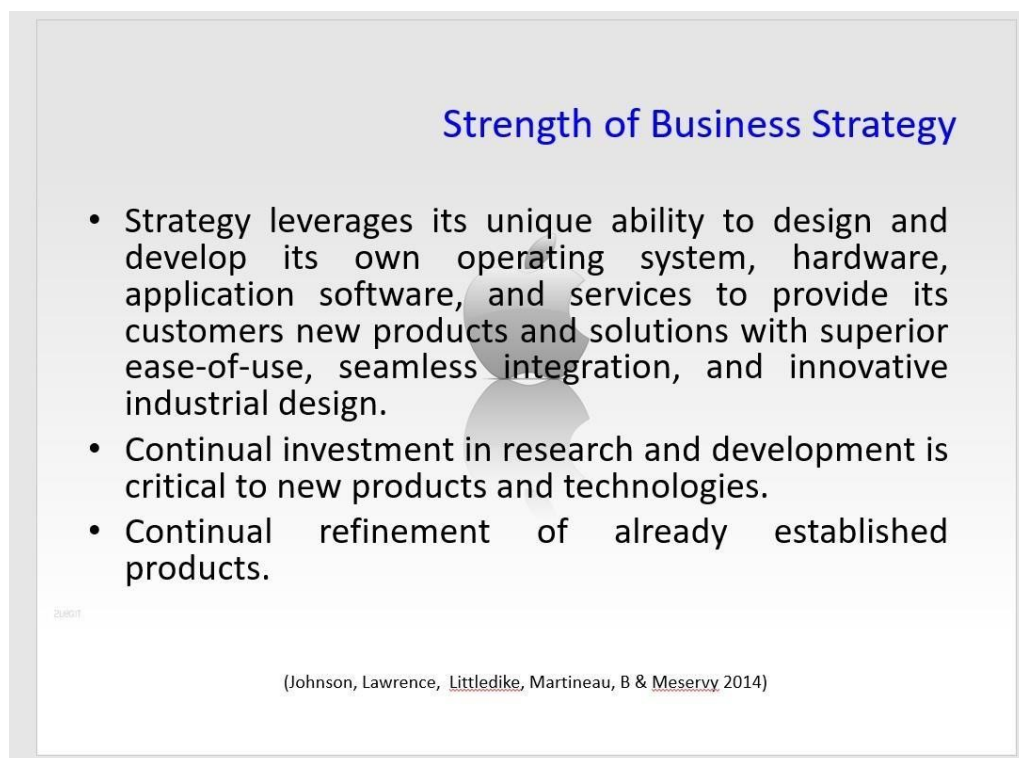 Strength of Business Strategy
• Strategy leverages its unique ability to design and
develop its own operating system, hardware,
application software, and services to provide its
customers new products and solutions with superior
ease-of-use, seamless integration, and innovative
industrial design.
• Continual investment in research and development is
critical to new products and technologies.
• Continual refinement of already established
products.
(Johnson, Lawrence, Littledike, Martineau, B & Meservy 2014)